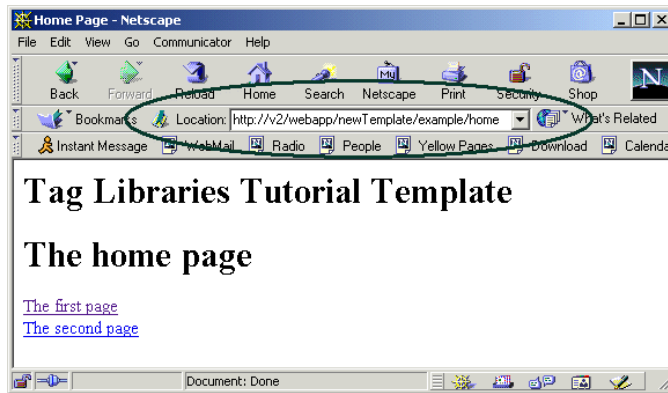 Home Page - Netscape
File Edit View Go Communicator Help
My
N
Back Forward Reload Home Search Netscape Print Security Shop
Bookmarks Location: http://v2/webapp/newTemplate/example/home What's Related
Instant Message WebMail Radio People Yellow Pages Download Calenda
Tag Libraries Tutorial Template
The home page
The first page
The second page
Document: Done